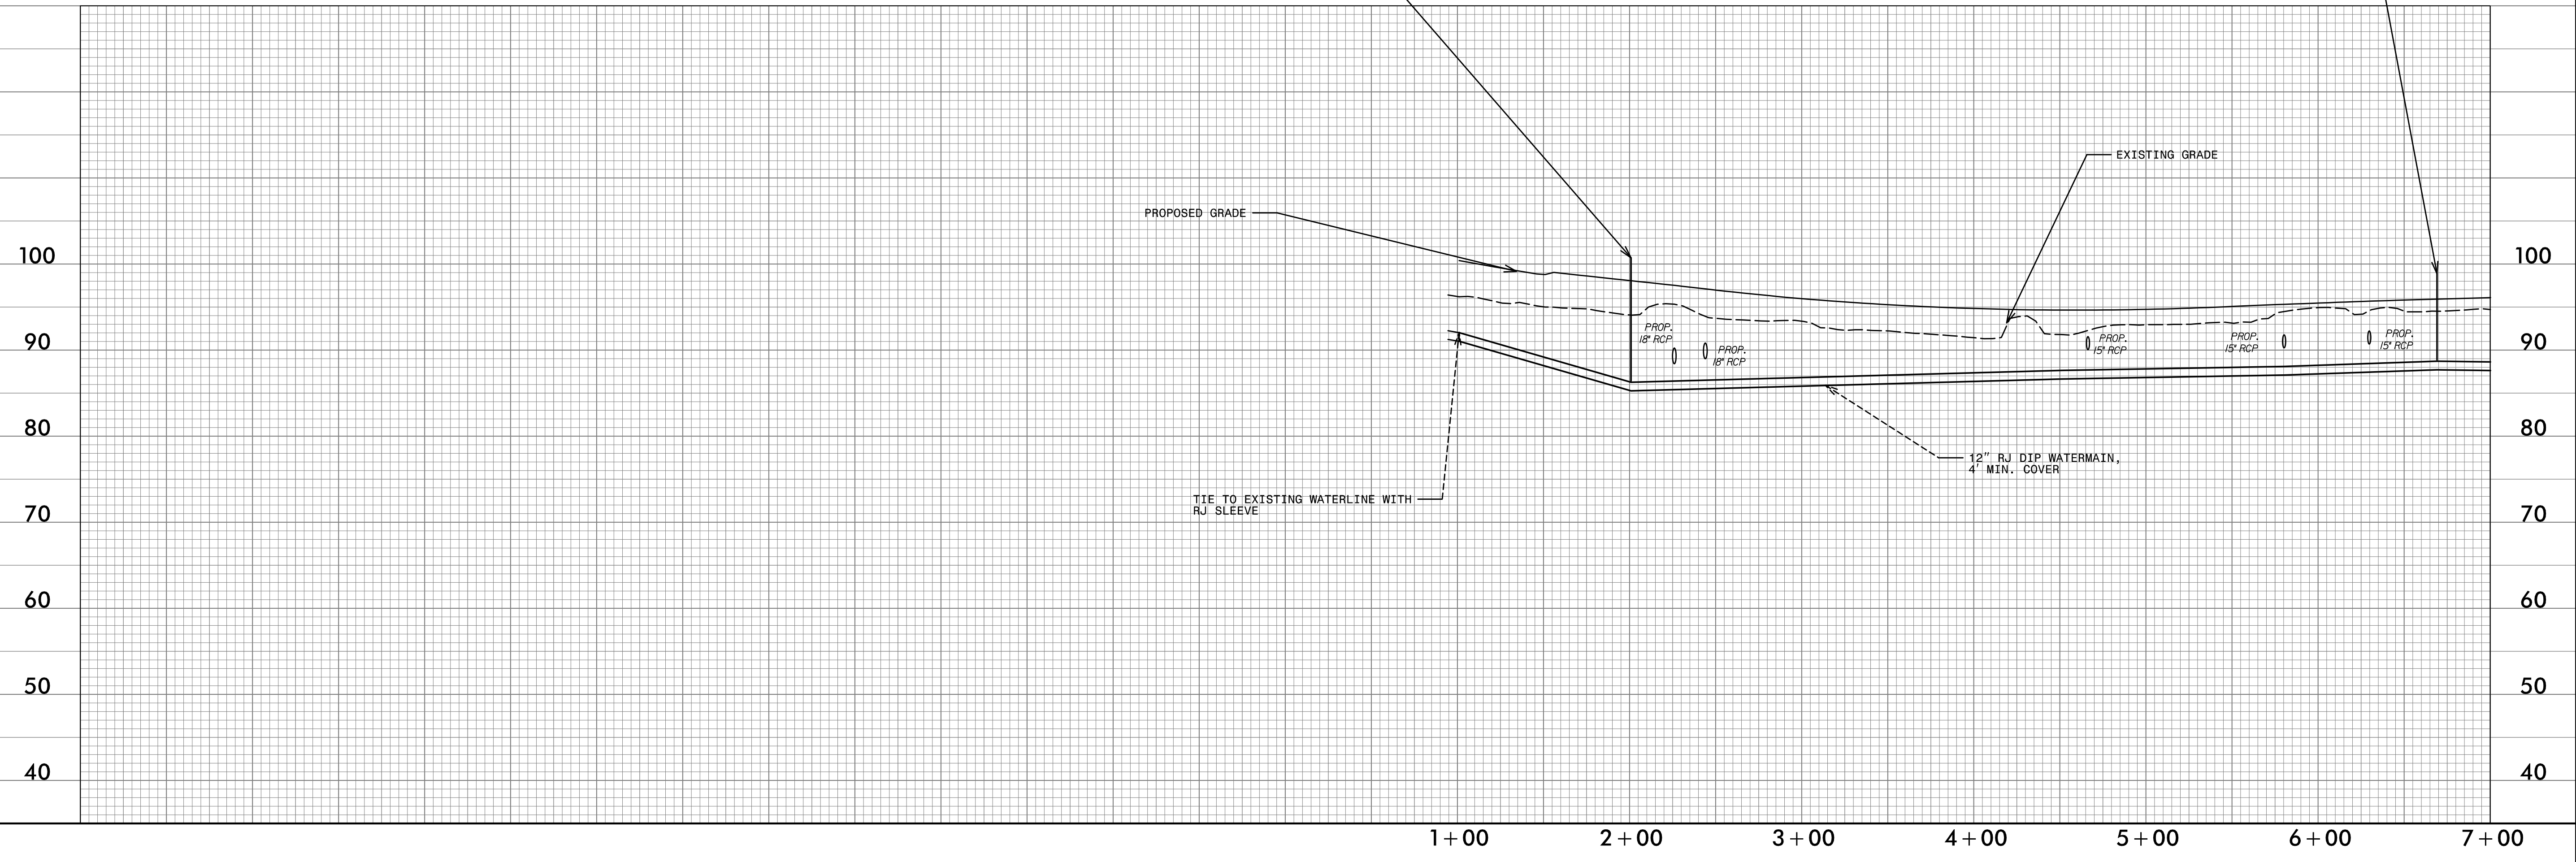 EXISTING GRADE
PROPOSED GRADE
100
100
PROP.
18" RCP
PROP.
18" RCP
PROP.
15" RCP
PROP.
15" RCP
PROP.
15" RCP
90
90
80
80
12" RJ DIP WATERMAIN,
4' MIN. COVER
TIE TO EXISTING WATERLINE WITH
RJ SLEEVE
70
70
60
60
50
50
40
40
1+00 2+00 3+00 4+00 5+00 6+00 7+00